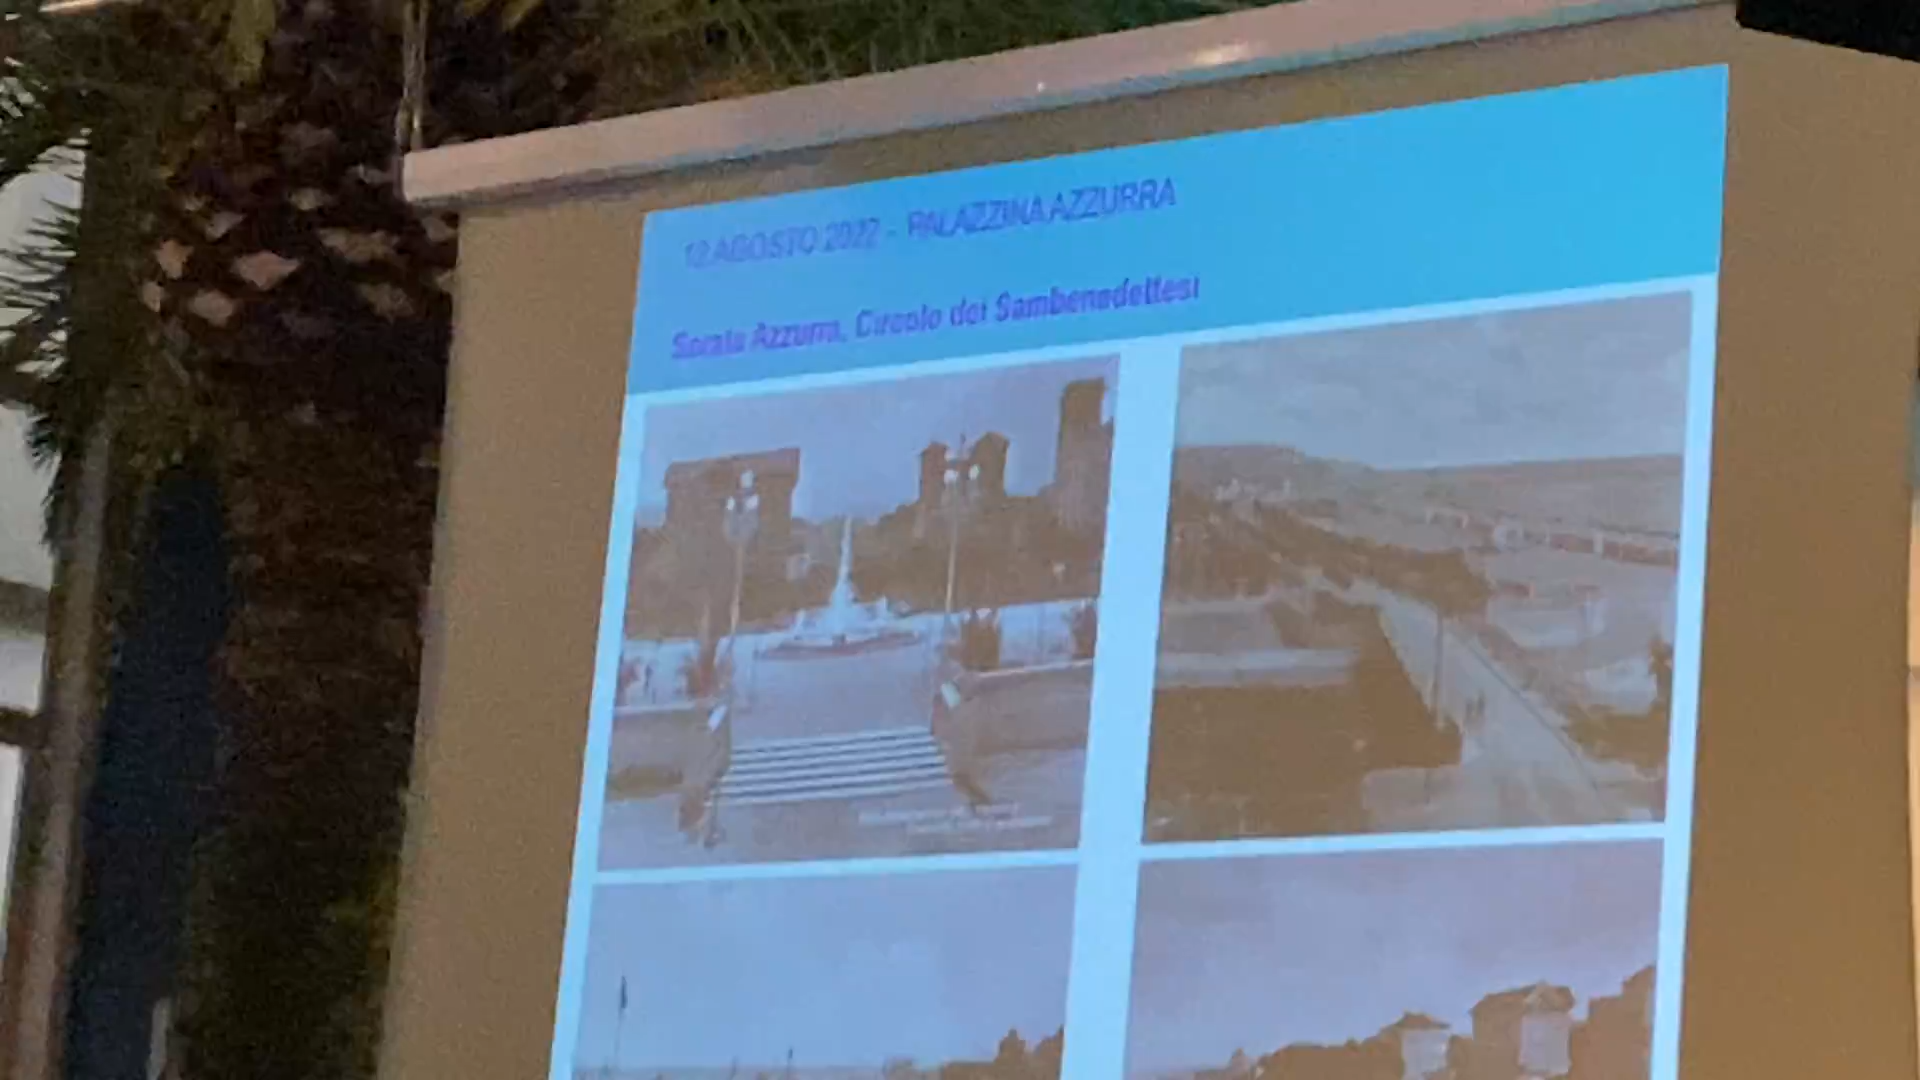 12 AGOSTO 2022 - PALAZZINA AZZURRA
Serata Azzurra, Circolo dei Sambenedettesi